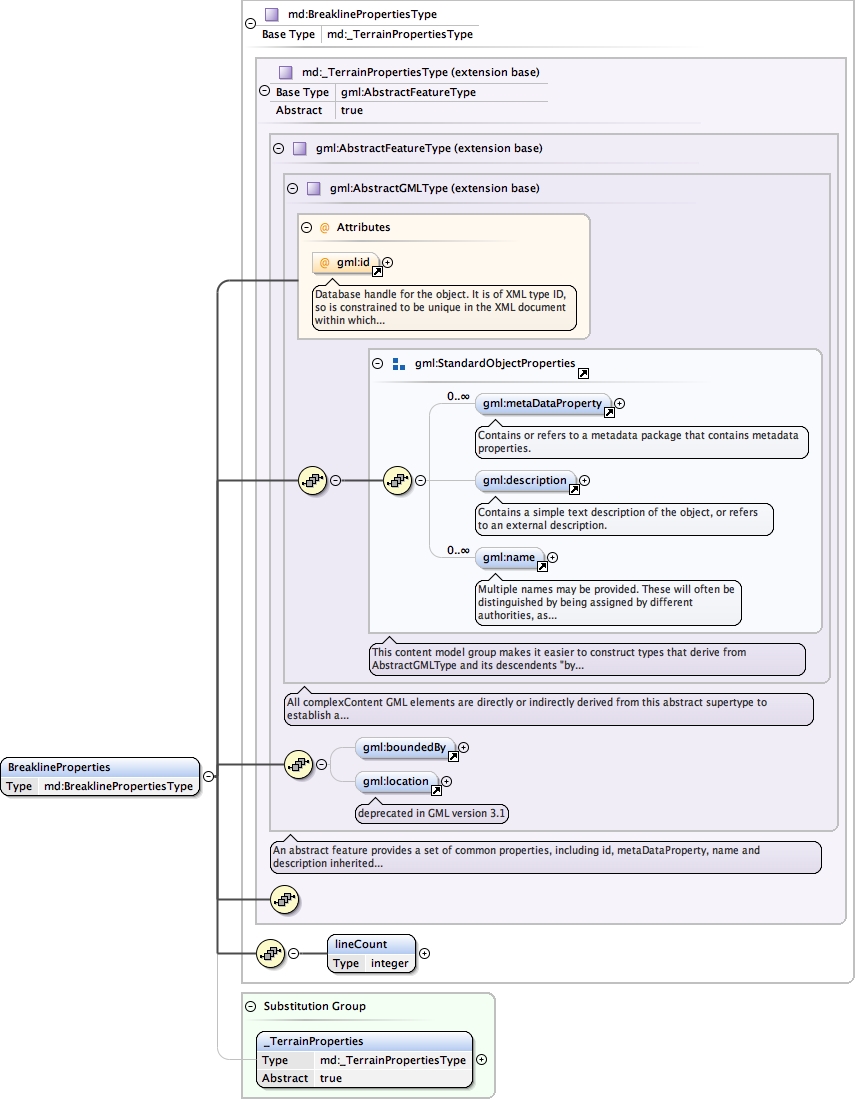 md:BreaklinePropertiesType
Base Type md:_TerrainPropertiesType
md:_TerrainPropertiesType (extension base)
Base Type gml:AbstractFeatureType
Abstract true
gml:AbstractFeatureType (extension base)
gml:AbstractGMLType (extension base)
@ Attributes
@ gml:id
Database handle for the object. It is of XML type ID,
so is constrained to be unique in the XML document
within which...
gml:StandardObjectProperties
0..∞
gml:metaDataProperty
Contains or refers to a metadata package that contains metadata
properties.
gml:description
Contains a simple text description of the object, or refers
to an external description.
0..∞
gml:name
Multiple names may be provided. These will often be
distinguished by being assigned by different
authorities, as...
This content model group makes it easier to construct types that derive from
AbstractGMLType and its descendents "by...
All complexContent GML elements are directly or indirectly derived from this abstract supertype to
establish a...
gml:boundedBy
gml:location
deprecated in GML version 3.1
BreaklineProperties
Type md:BreaklinePropertiesType
An abstract feature provides a set of common properties, including id, metaDataProperty, name and
description inherited...
lineCount
Type integer
Substitution Group
_TerrainProperties
Type md:_TerrainPropertiesType
Abstract true